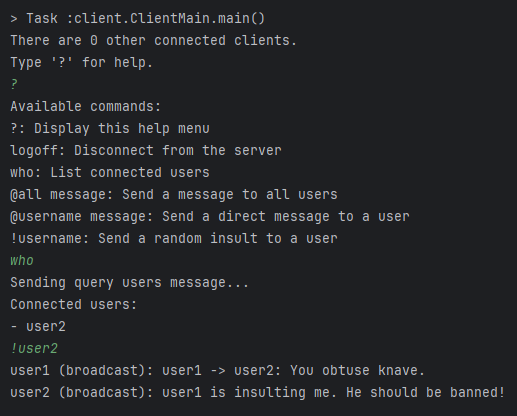 > Task :client.ClientMain.main()
There are 0 other connected clients.
Type '?' for help.
?
Available commands:
?: Display this help menu
logoff: Disconnect from the server
who: List connected users
@all message: Send a message to all users
@username message: Send a direct message to a user
!username: Send a random insult to a user
who
Sending query users message...
Connected users:
- user2
!user2
user1 (broadcast): user1 -> user2: You obtuse knave.
user2 (broadcast): user1 is insulting me. He should be banned!